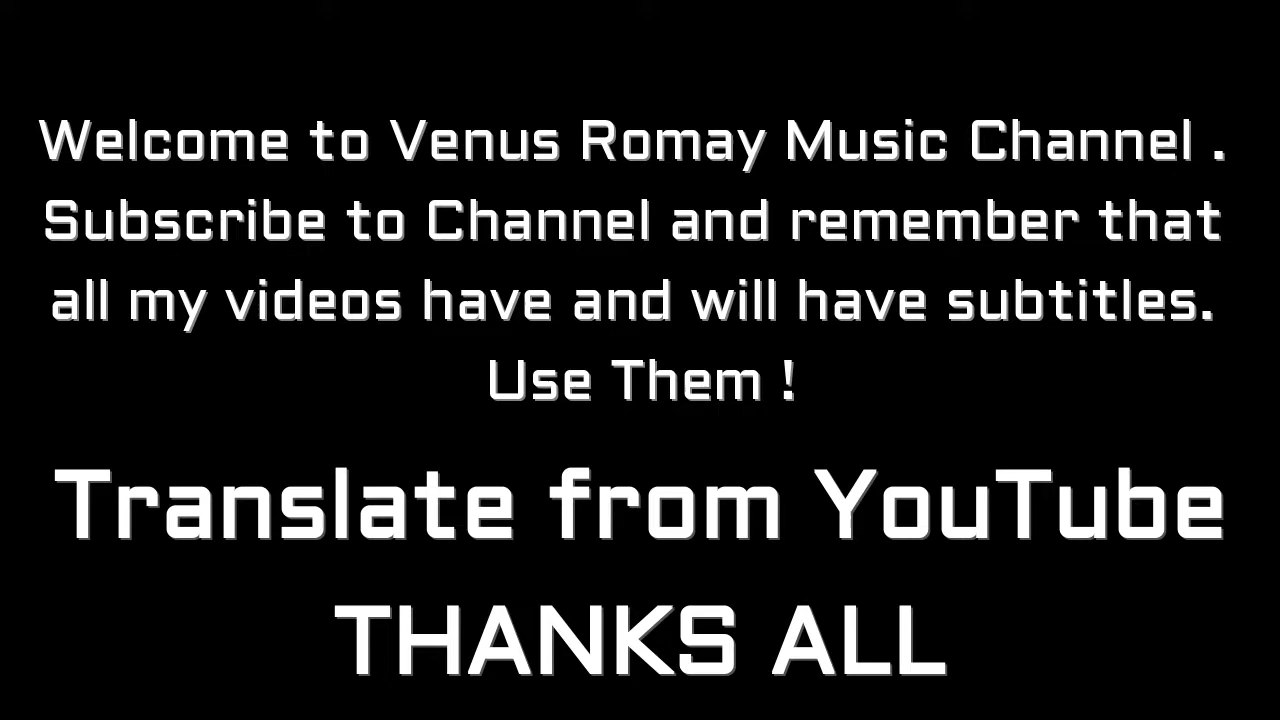 Welcome to Venus Romay Music Channel .
Subscribe to Channel and remember that
all my videos have and will have subtitles.
Use Them !
Translate from YouTube
THANKS ALL